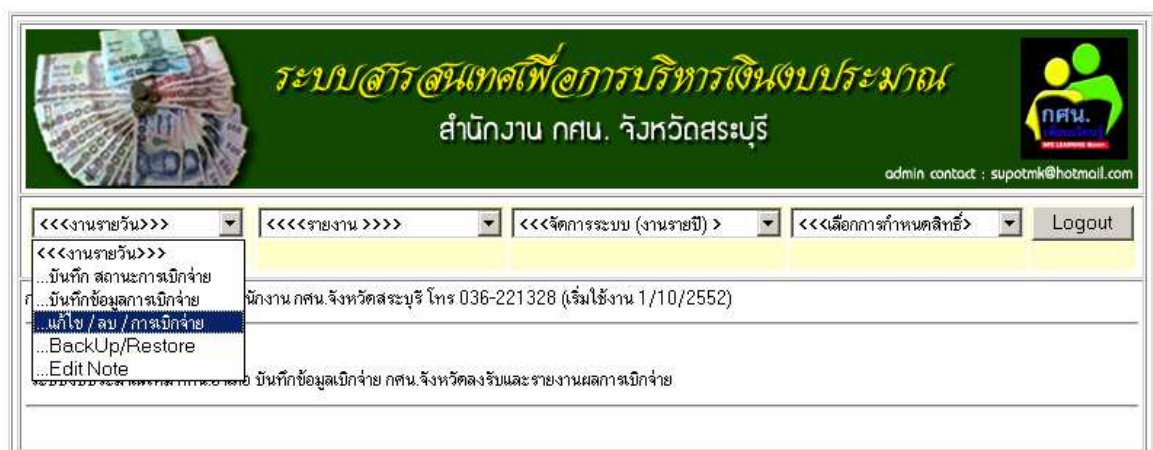 ระบบสารสนเทศเพื่อการบริหารเงินงบประมาณ
สำนักงาน กศน. จังหวัดสระบุรี
กศน.
admin contact : supotmk@hotmail.com
<<<งานรายวัน>>> <<<<รายงาน >>>> <<<จัดการระบบ (งานรายปี) > <<<เลือกการกำหนดสิทธิ์> Logout
<<<งานรายวัน>>>
...บันทึก สถานะการเบิกจ่าย
...บันทึกข้อมูลการเบิกจ่าย
...แก้ไข / ลบ / การเบิกจ่าย
...BackUp/Restore
...Edit Note
นักงาน กศน.จังหวัดสระบุรี โทร 036-221328 (เริ่มใช้งาน 1/10/2552)
บันทึกข้อมูลเบิกจ่าย กศน.จังหวัดลงรับและรายงานผลการเบิกจ่าย